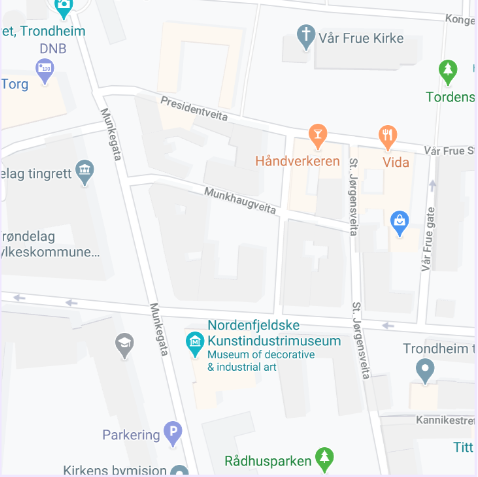 Konge
et, Trondheim
Vår Frue Kirke
DNB
Torg
Tordens
Presidentveita
Munkegata
Håndverkeren
Vida
Vår Frue St
elag tingrett
Munkhaugveita
St. Jørgensveita
røndelag
ylkeskommune...
Vår Frue gate
Munkegata
St. Jørgensveita
Nordenfjeldske
Kunstindustrimuseum
Museum of decorative
& industrial art
Trondheim t
Kannikestret
Parkering
Titt
Rådhusparken
Kirkens bymisjon